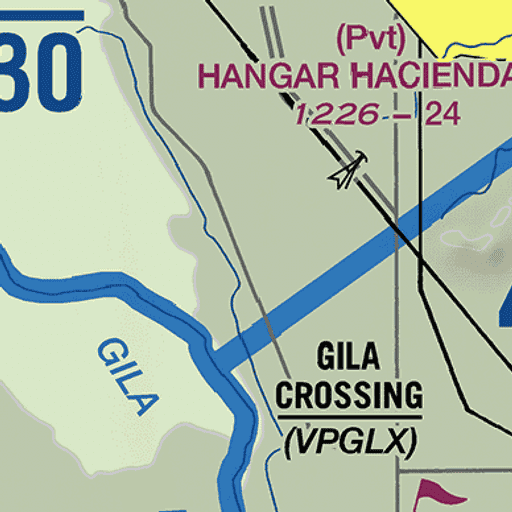 30
(Pvt)
HANGAR HACIENDA
1226 – 24
GILA
GILA
CROSSING
(VPGLX)